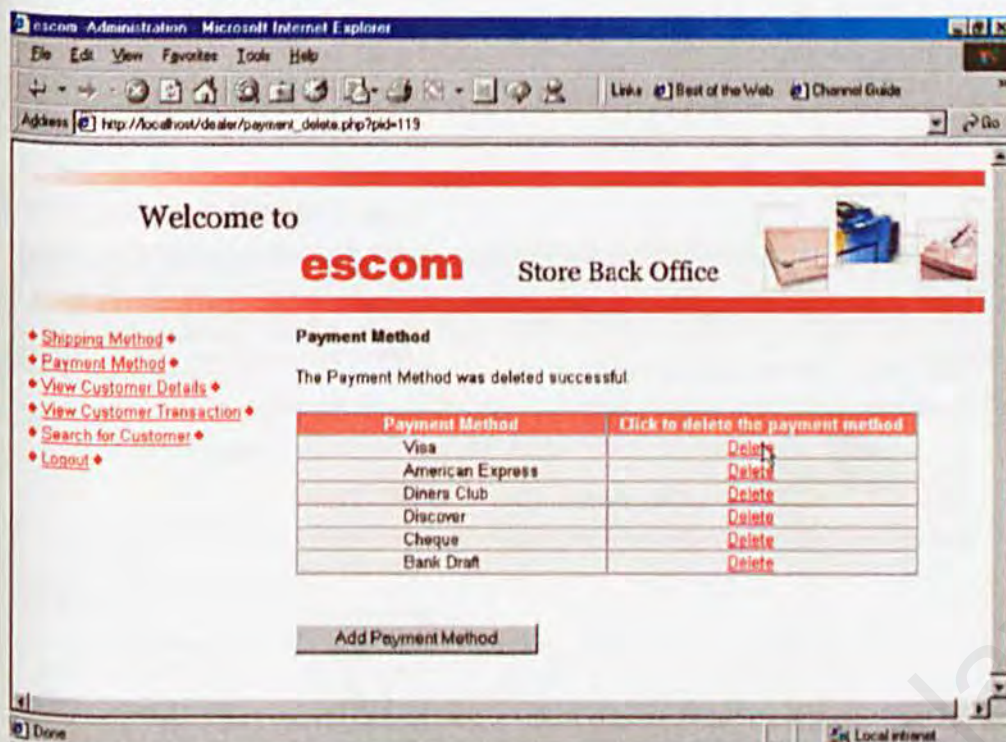 escom -Administration - Microsoft Internet Explorer
File Edit View Favorites Tools Help
Links Best of the Web Channel Guide
Address http://localhost/dealer/payment_delete.php?pid=119 Go
Welcome to
escom Store Back Office
Shipping Method
Payment Method
View Customer Details
View Customer Transaction
Search for Customer
Logout
Payment Method
The Payment Method was deleted successful.
Payment Method Click to delete the payment method
Visa Delete
American Express Delete
Diners Club Delete
Discover Delete
Cheque Delete
Bank Draft Delete
Add Payment Method
Done Local intranet